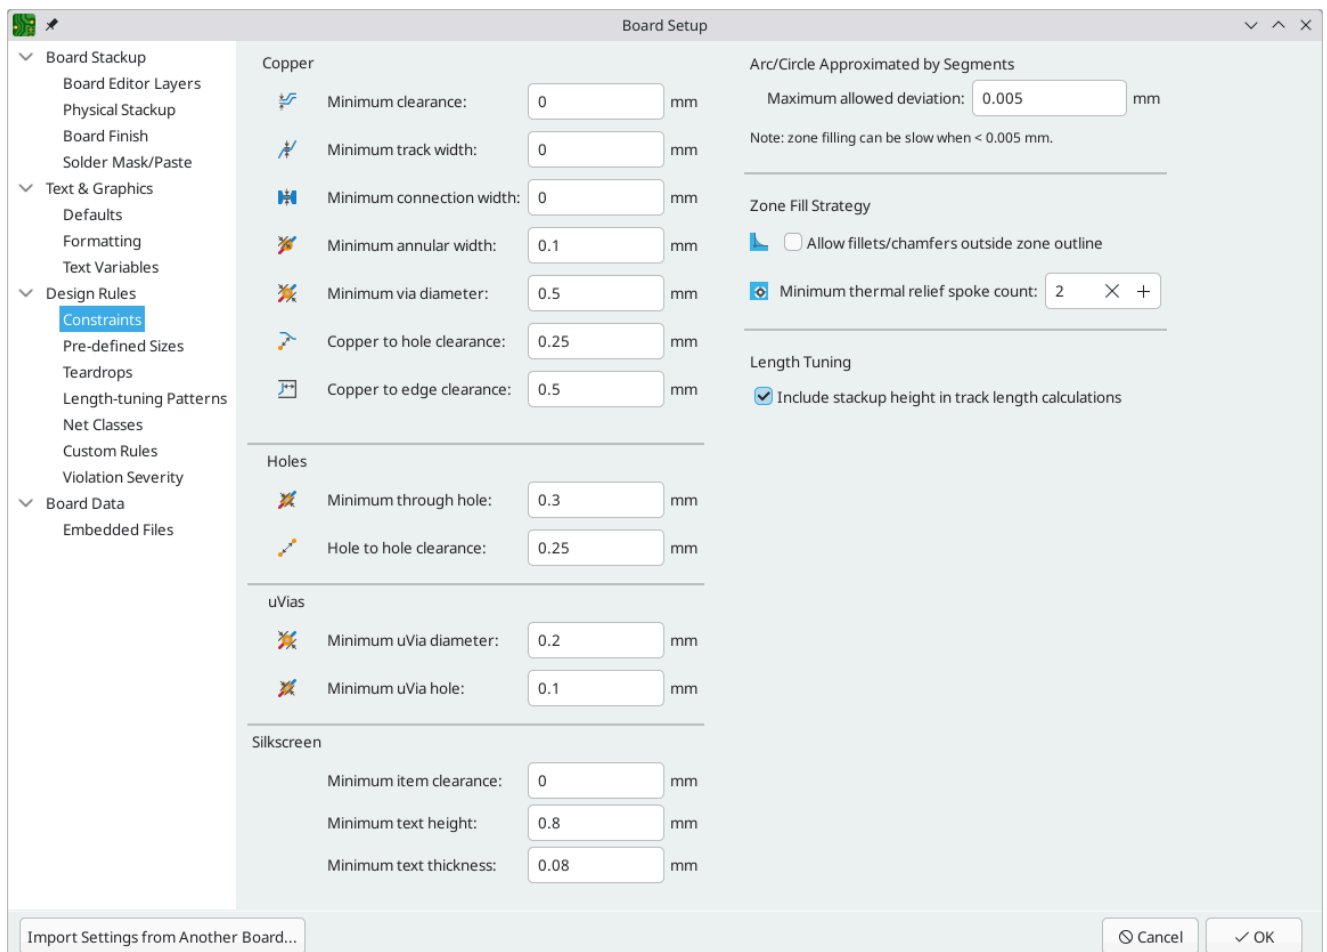 Board Setup
Board Stackup
Board Editor Layers
Physical Stackup
Board Finish
Solder Mask/Paste
Text & Graphics
Defaults
Formatting
Text Variables
Design Rules
Constraints
Pre-defined Sizes
Teardrops
Length-tuning Patterns
Net Classes
Custom Rules
Violation Severity
Board Data
Embedded Files
Copper
Minimum clearance: 0 mm
Minimum track width: 0 mm
Minimum connection width: 0 mm
Minimum annular width: 0.1 mm
Minimum via diameter: 0.5 mm
Copper to hole clearance: 0.25 mm
Copper to edge clearance: 0.5 mm
Holes
Minimum through hole: 0.3 mm
Hole to hole clearance: 0.25 mm
uVias
Minimum uVia diameter: 0.2 mm
Minimum uVia hole: 0.1 mm
Silkscreen
Minimum item clearance: 0 mm
Minimum text height: 0.8 mm
Minimum text thickness: 0.08 mm
Arc/Circle Approximated by Segments
Maximum allowed deviation: 0.005 mm
Note: zone filling can be slow when < 0.005 mm.
Zone Fill Strategy
Allow fillets/chamfers outside zone outline
Minimum thermal relief spoke count: 2
Length Tuning
Include stackup height in track length calculations
Import Settings from Another Board...
Cancel
OK